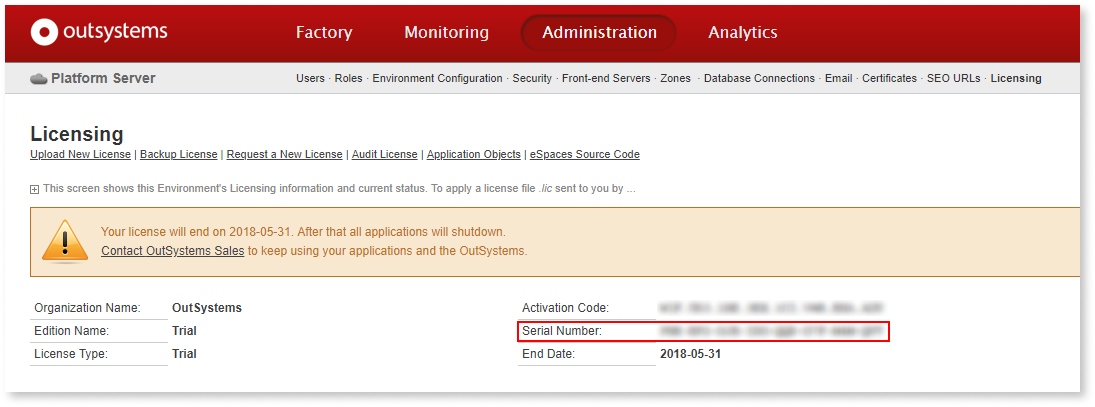 outsystems Factory Monitoring Administration Analytics
Platform Server Users · Roles · Environment Configuration · Security · Front-end Servers · Zones · Database Connections · Email · Certificates · SEO URLs · Licensing
Licensing
Upload New License | Backup License | Request a New License | Audit License | Application Objects | eSpaces Source Code
This screen shows this Environment's Licensing information and current status. To apply a license file .lic sent to you by ...
Your license will end on 2018-05-31. After that all applications will shutdown.
Contact OutSystems Sales to keep using your applications and the OutSystems.
Organization Name: OutSystems Activation Code:
Edition Name: Trial Serial Number:
License Type: Trial End Date: 2018-05-31